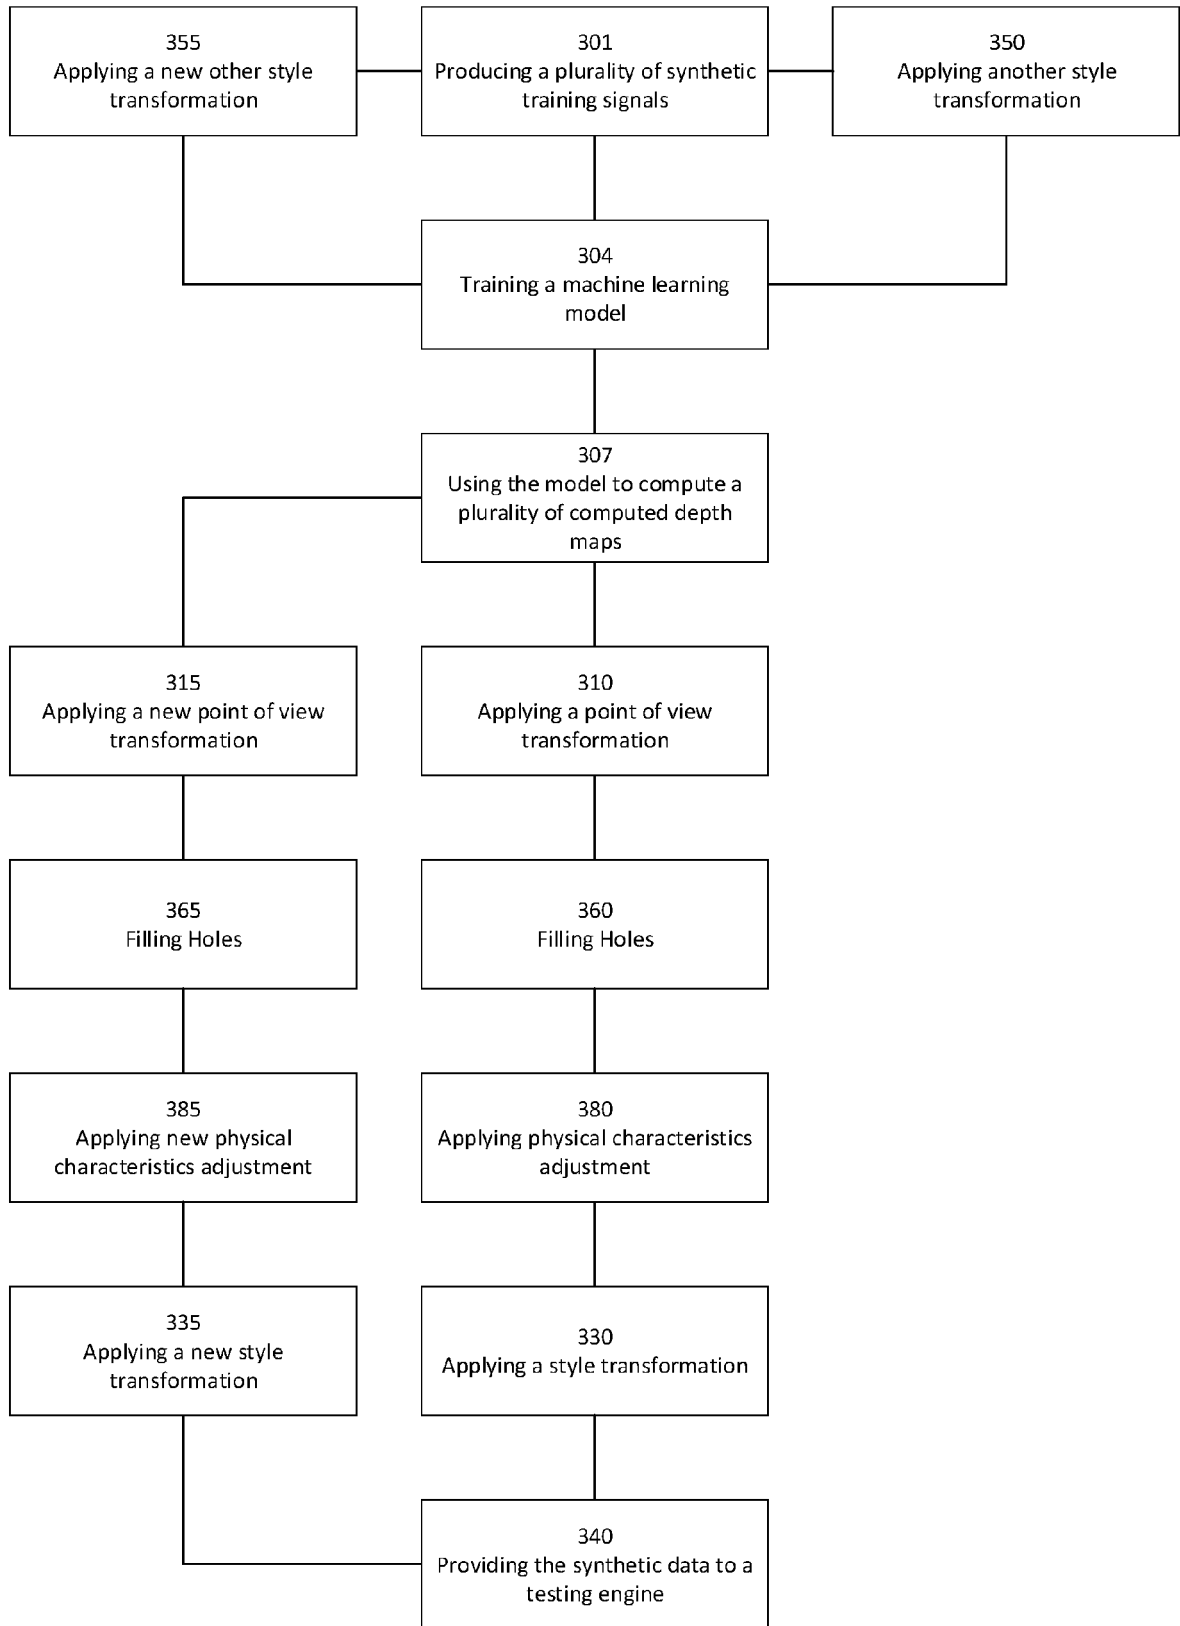 355
Applying a new other style
transformation
301
Producing a plurality of synthetic
training signals
350
Applying another style
transformation
304
Training a machine learning
model
307
Using the model to compute a
plurality of computed depth
maps
315
Applying a new point of view
transformation
310
Applying a point of view
transformation
365
Filling Holes
360
Filling Holes
385
Applying new physical
characteristics adjustment
380
Applying physical characteristics
adjustment
335
Applying a new style
transformation
330
Applying a style transformation
340
Providing the synthetic data to a
testing engine